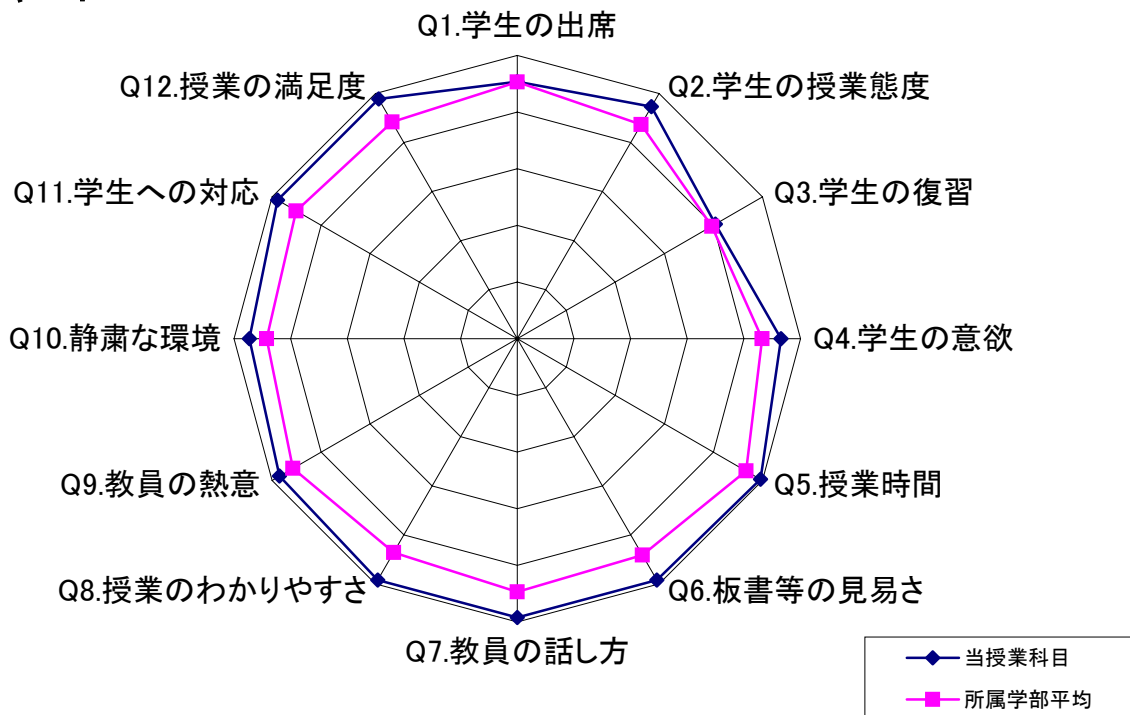 Q1.学生の出席
Q2.学生の授業態度
Q3.学生の復習
Q4.学生の意欲
Q5.授業時間
Q6.板書等の見易さ
Q7.教員の話し方
Q8.授業のわかりやすさ
Q9.教員の熱意
Q10.静粛な環境
Q11.学生への対応
Q12.授業の満足度
当授業科目
所属学部平均